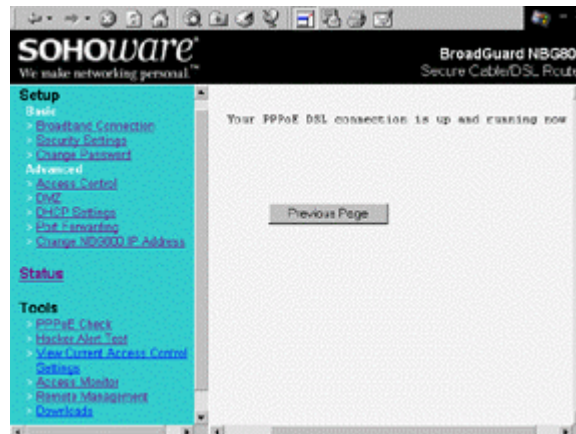 SOHOware
We make networking personal.™
BroadGuard NBG80
Secure Cable/DSL Route
Setup
Basic
> Broadband Connection
> Security Settings
> Change Password
Advanced
> Access Control
> DMZ
> DHCP Settings
> Port Forwarding
> Change NBG800 IP Address
Status
Tools
> PPPoE Check
> Hacker Alert Test
> View Current Access Control
Settings
> Access Monitor
> Remote Management
> Downloads
Your PPPoE DSL connection is up and running now
Previous Page